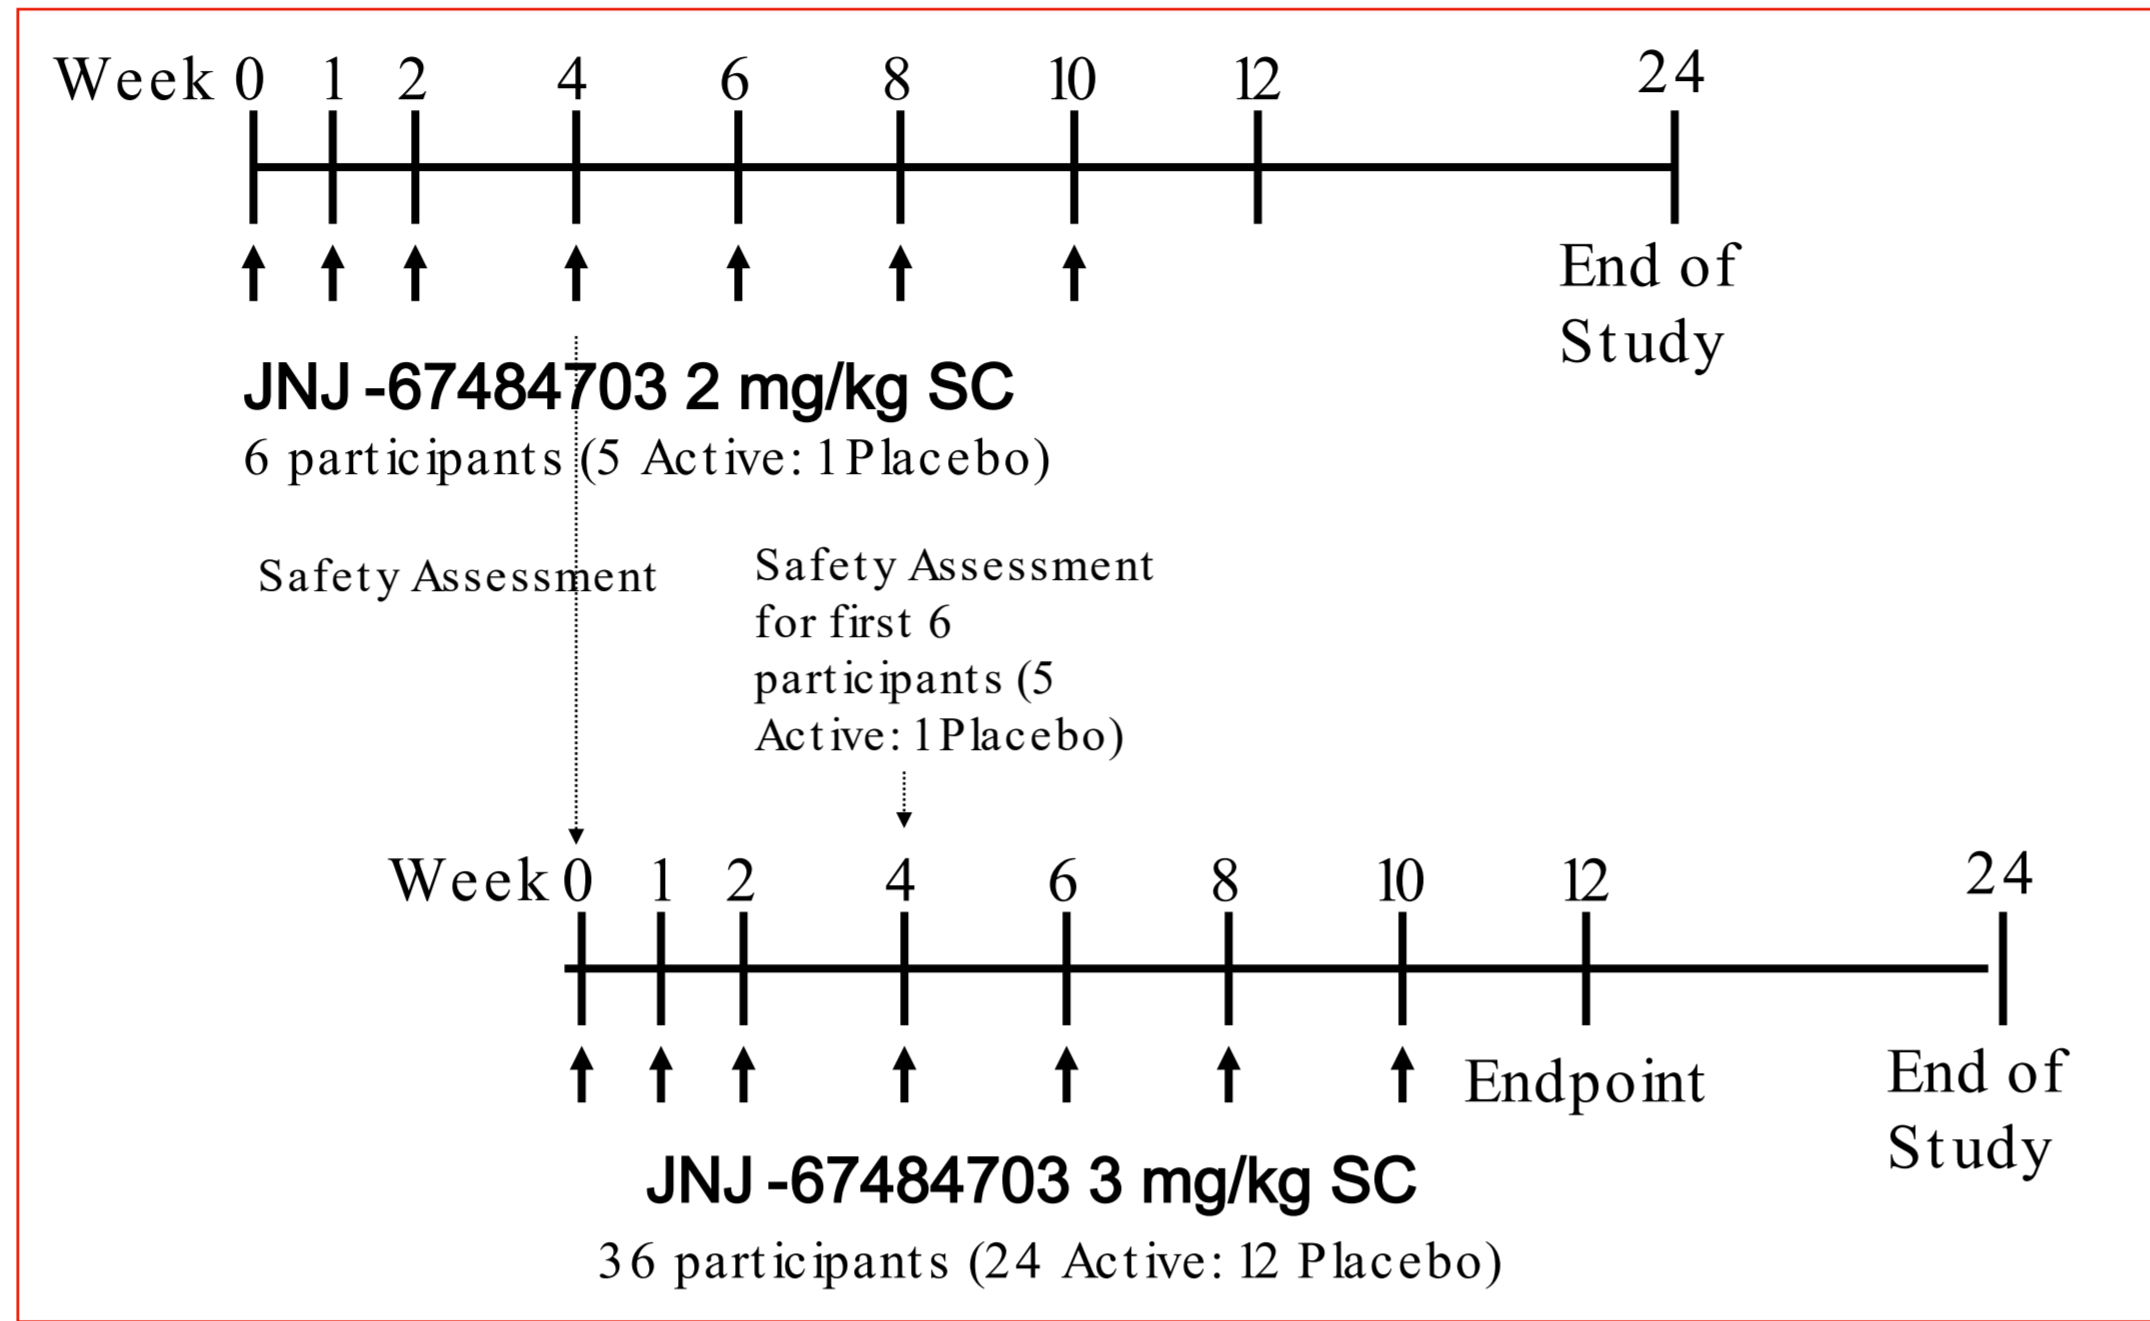 Week 0 1 2 4 6 8 10 12 24
End of
Study
JNJ-67484703 2 mg/kg SC
6 participants (5 Active: 1 Placebo)
Safety Assessment
Safety Assessment
for first 6
participants (5
Active: 1 Placebo)
Week 0 1 2 4 6 8 10 12 24
Endpoint
End of
Study
JNJ-67484703 3 mg/kg SC
36 participants (24 Active: 12 Placebo)